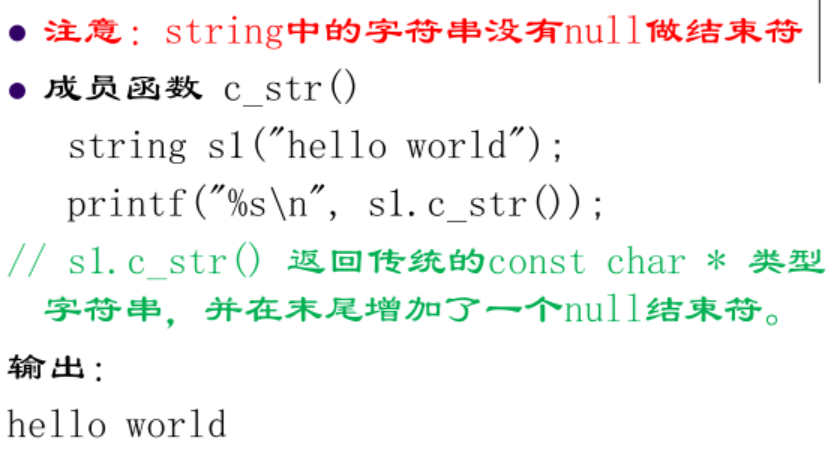 ● 注意: string中的字符串没有null做结束符
● 成员函数 c_str()
string s1("hello world");
printf("%s\n", s1.c_str());
// s1.c_str() 返回传统的const char * 类型
字符串，并在末尾增加了一个null结束符。
输出:
hello world